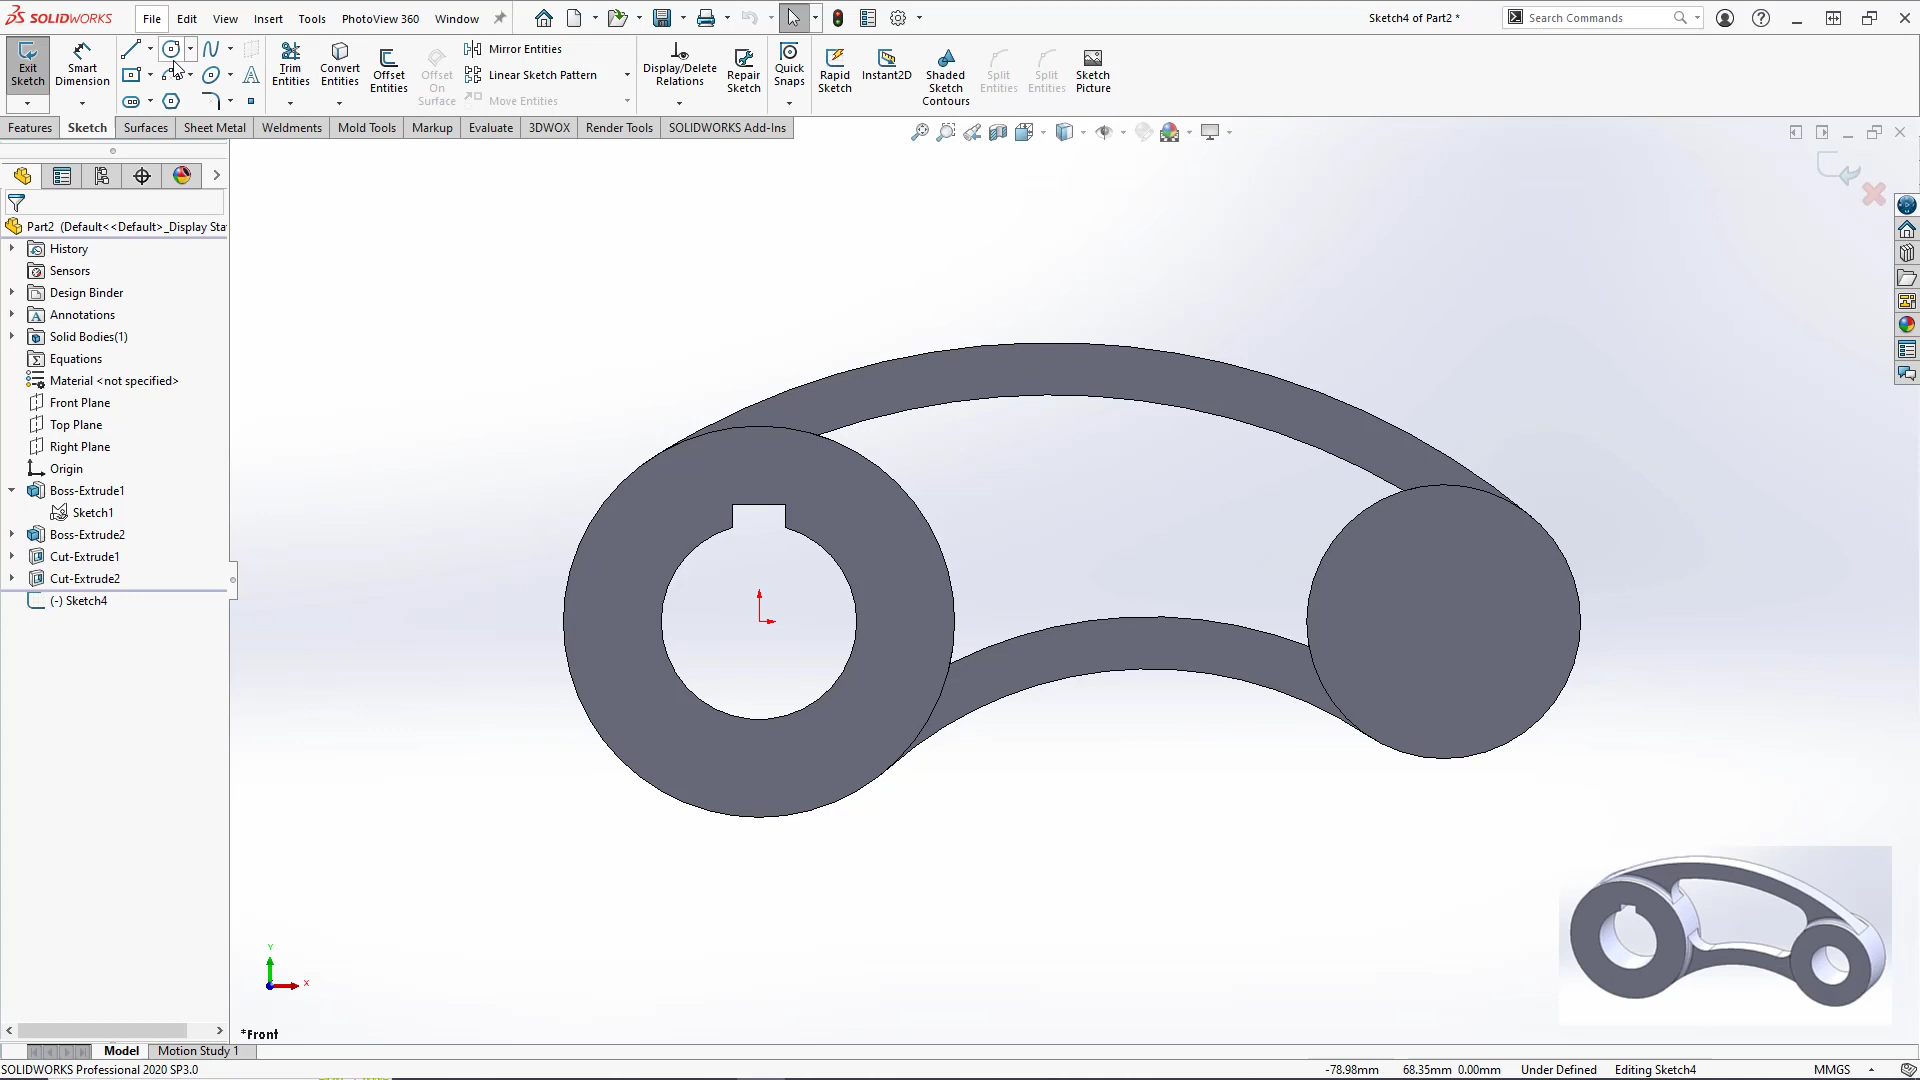 SOLIDWORKS File Edit View Insert Tools PhotoView 360 Window Sketch4 of Part2 * Search Commands
Exit Sketch Smart Dimension Trim Entities Convert Entities Offset Entities Offset On Surface Mirror Entities Linear Sketch Pattern Move Entities Display/Delete Relations Repair Sketch Quick Snaps Rapid Sketch Instant2D Shaded Sketch Contours Split Entities Split Entities Sketch Picture
Features Sketch Surfaces Sheet Metal Weldments Mold Tools Markup Evaluate 3DWOX Render Tools SOLIDWORKS Add-Ins
Part2 (Default<<Default>_Display Sta
History
Sensors
Design Binder
Annotations
Solid Bodies(1)
Equations
Material <not specified>
Front Plane
Top Plane
Right Plane
Origin
Boss-Extrude1
Sketch1
Boss-Extrude2
Cut-Extrude1
Cut-Extrude2
(-) Sketch4
Y
X
*Front
Model Motion Study 1
SOLIDWORKS Professional 2020 SP3.0 -78.98mm 68.35mm 0.00mm Under Defined Editing Sketch4 MMGS